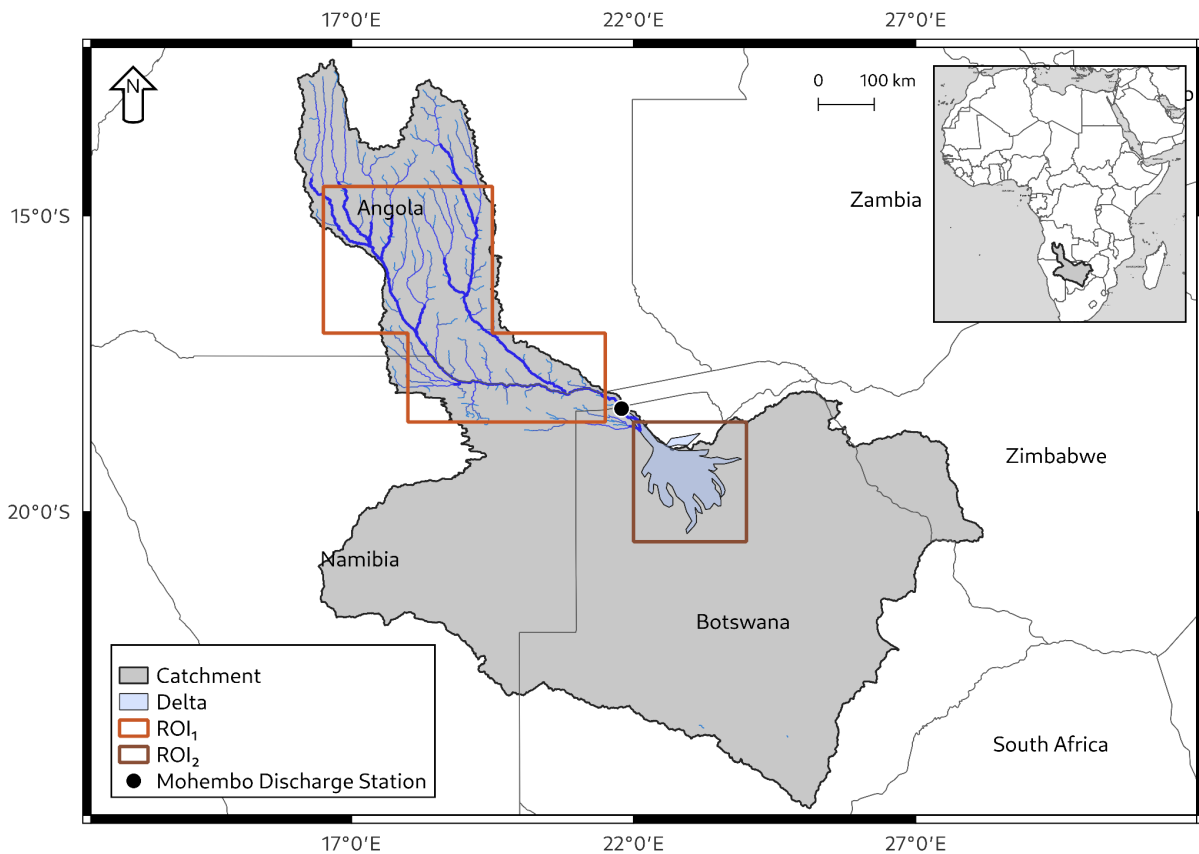 17°0′E 22°0′E 27°0′E
N
0 100 km
Zambia
Angola
15°0′S
Zimbabwe
20°0′S
Namibia
Botswana
Catchment
Delta
ROI₁
ROI₂
Mohembo Discharge Station
South Africa
17°0′E 22°0′E 27°0′E